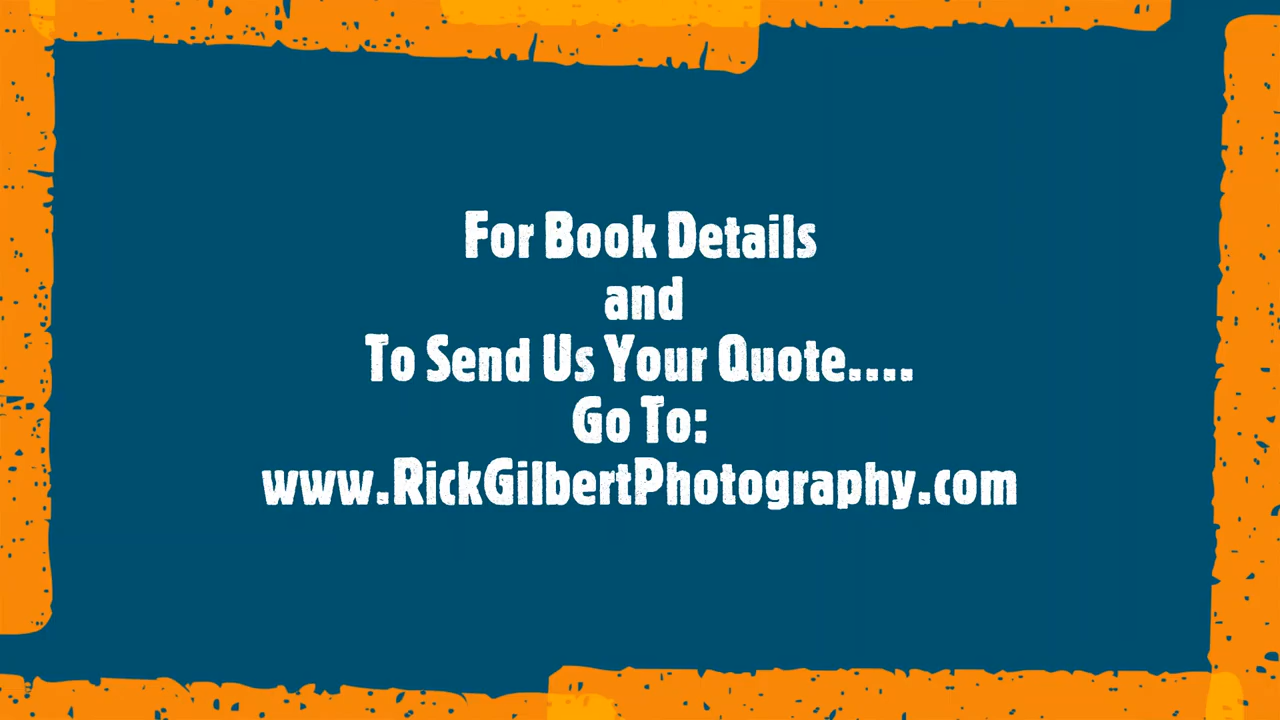 For Book Details
and
To Send Us Your Quote....
Go To:
www.RickGilbertPhotography.com